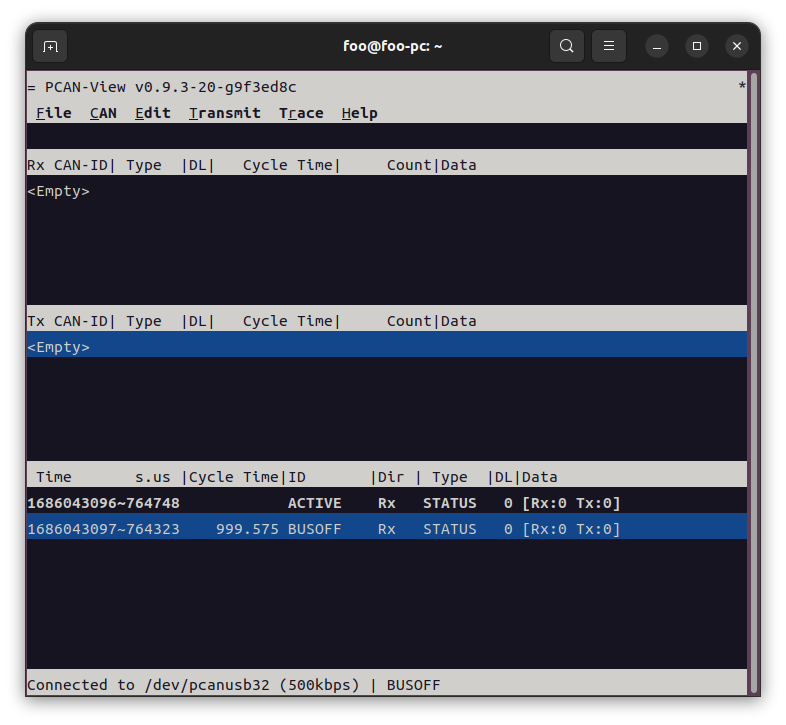 foo@foo-pc: ~
= PCAN-View v0.9.3-20-g9f3ed8c *
File CAN Edit Transmit Trace Help
Rx CAN-ID| Type |DL| Cycle Time| Count|Data
<Empty>
Tx CAN-ID| Type |DL| Cycle Time| Count|Data
<Empty>
Time s.us |Cycle Time|ID |Dir | Type |DL|Data
1686043096~764748 ACTIVE Rx STATUS 0 [Rx:0 Tx:0]
1686043097~764323 999.575 BUSOFF Rx STATUS 0 [Rx:0 Tx:0]
Connected to /dev/pcanusb32 (500kbps) | BUSOFF